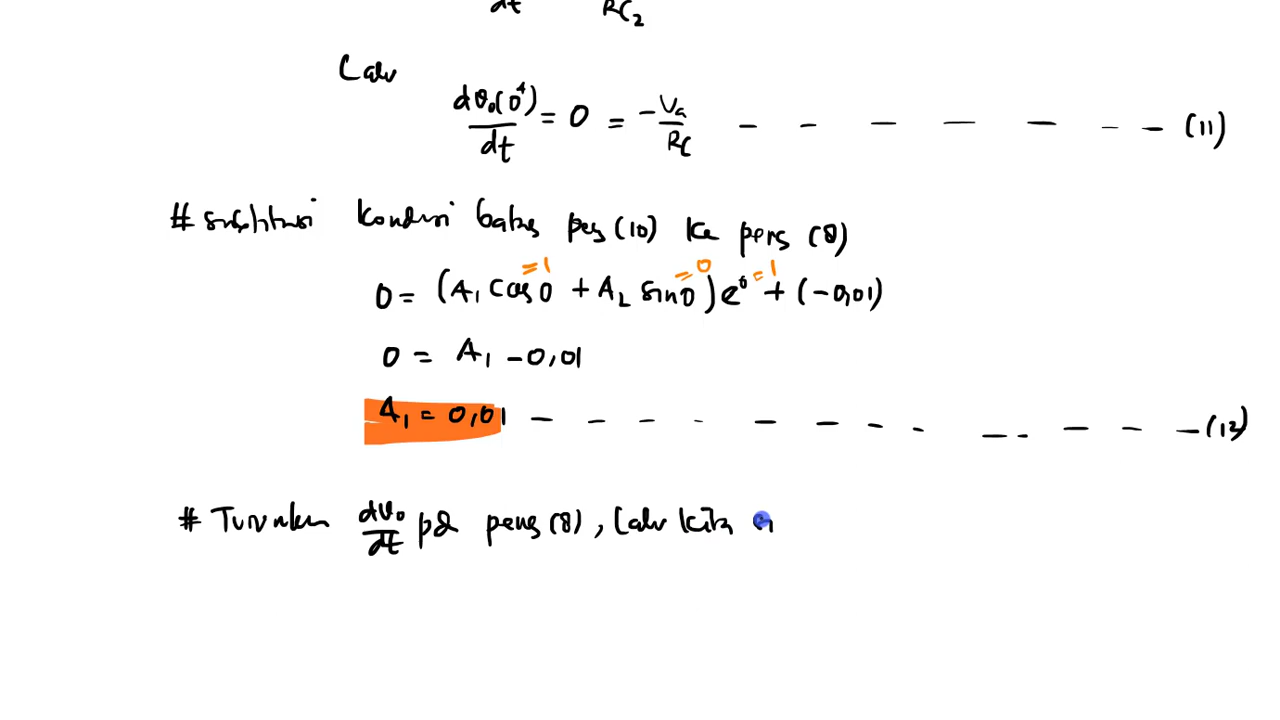 dt RC₂
Lalu
dv₀(0⁺)/dt = 0 = -Vₐ/RC - - - - - - - (11)
# substitusi kondisi batas pers (10) ke pers (8)
=1 =0 =1
0 = (A₁ cos 0 + A₂ sin 0) e⁰ + (-0,01)
0 = A₁ - 0,01
A₁ = 0,01 - - - - - - - - - - - - - (12)
# Turunkan dv₀/dt pd pers (8), Lalu kita